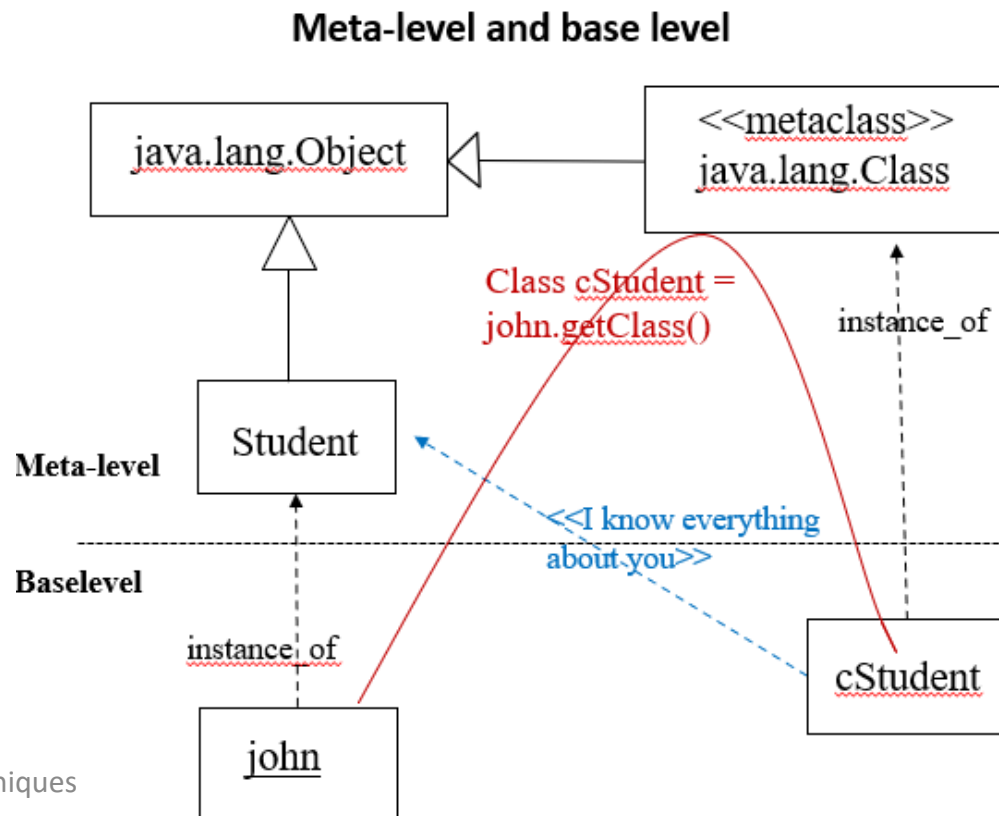 Meta-level and base level
java.lang.Object
<<metaclass>>
java.lang.Class
Class cStudent =
john.getClass()
instance_of
Student
Meta-level
<<I know everything
about you>>
Baselevel
instance_of
cStudent
john